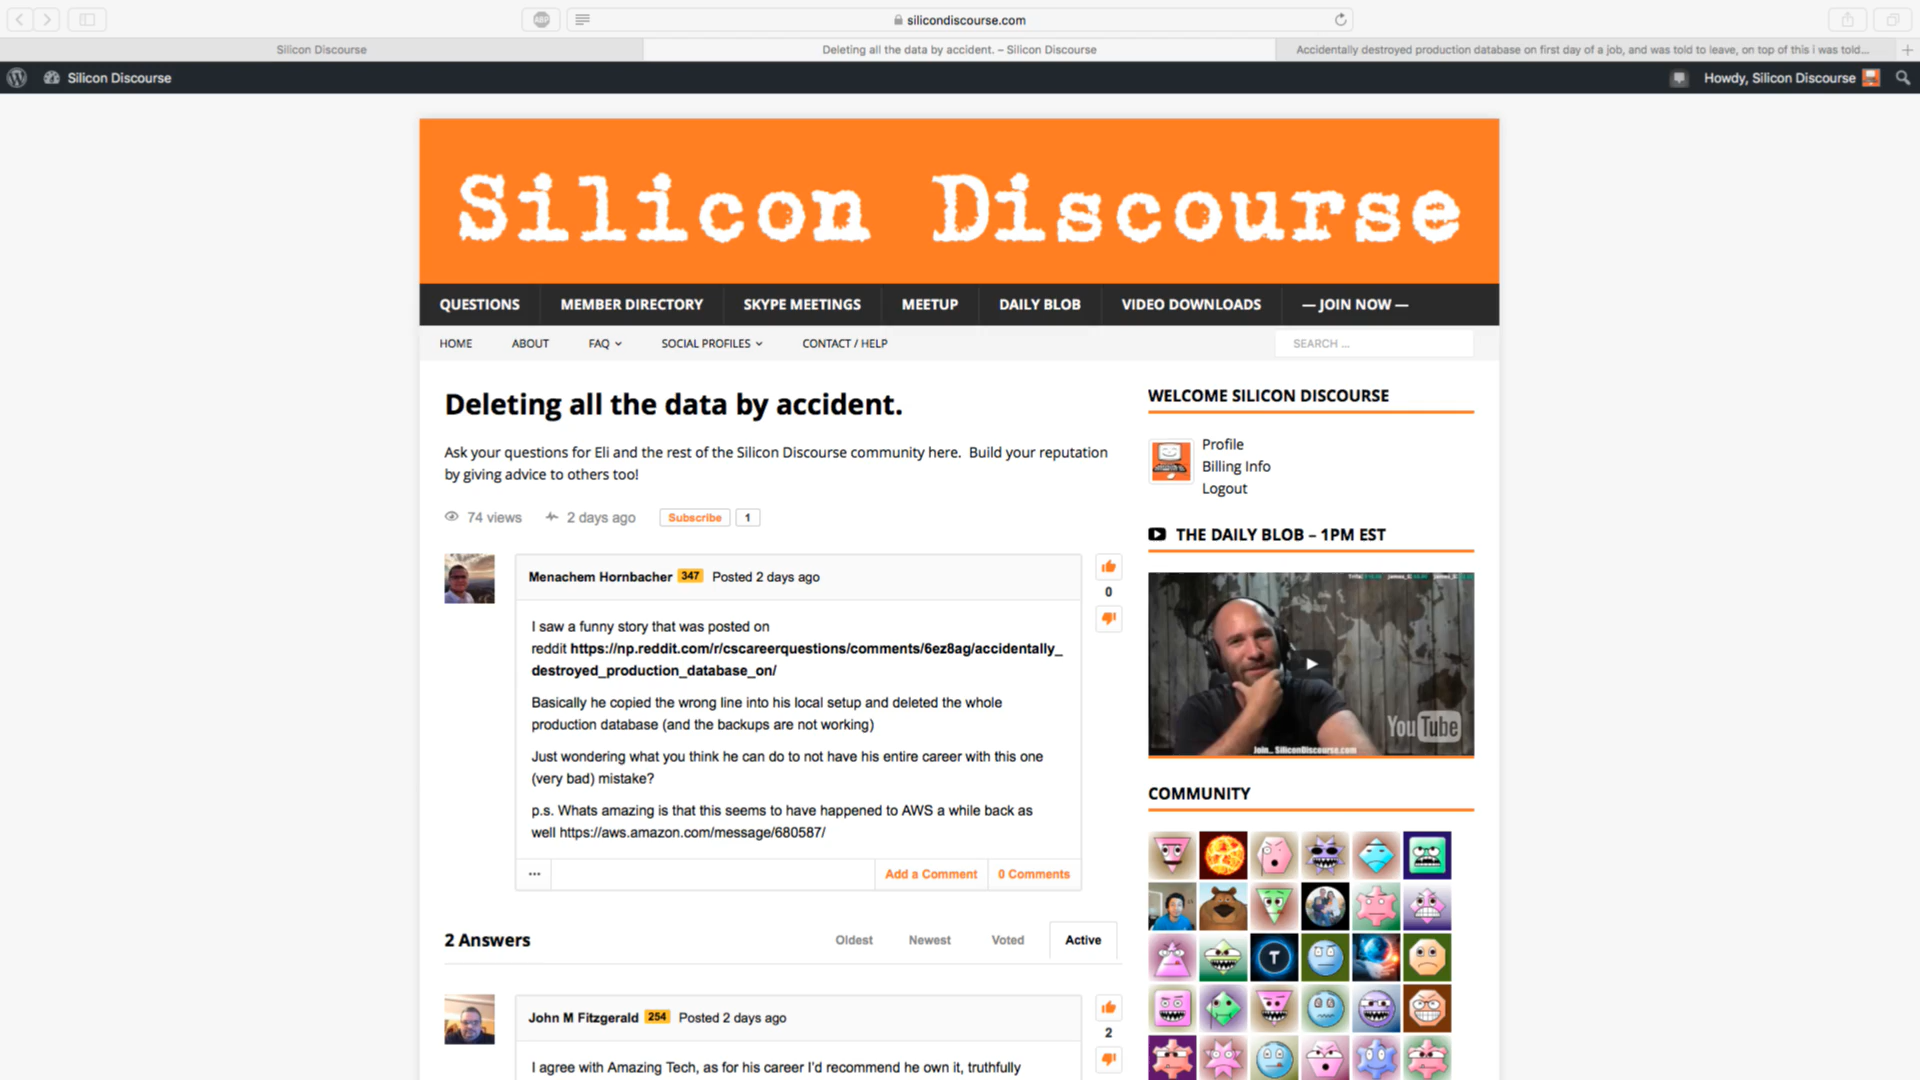 ABP
silicondiscourse.com
Silicon Discourse
Deleting all the data by accident. – Silicon Discourse
Accidentally destroyed production database on first day of a job, and was told to leave, on top of this i was told...
Silicon Discourse
Howdy, Silicon Discourse
Silicon Discourse
QUESTIONS
MEMBER DIRECTORY
SKYPE MEETINGS
MEETUP
DAILY BLOB
VIDEO DOWNLOADS
— JOIN NOW —
HOME
ABOUT
FAQ
SOCIAL PROFILES
CONTACT / HELP
SEARCH ...
Deleting all the data by accident.
Ask your questions for Eli and the rest of the Silicon Discourse community here. Build your reputation
by giving advice to others too!
74 views
2 days ago
Subscribe
1
Menachem Hornbacher 347 Posted 2 days ago
0
I saw a funny story that was posted on
reddit https://np.reddit.com/r/cscareerquestions/comments/6ez8ag/accidentally_
destroyed_production_database_on/
Basically he copied the wrong line into his local setup and deleted the whole
production database (and the backups are not working)
Just wondering what you think he can do to not have his entire career with this one
(very bad) mistake?
p.s. Whats amazing is that this seems to have happened to AWS a while back as
well https://aws.amazon.com/message/680587/
...
Add a Comment
0 Comments
2 Answers
Oldest
Newest
Voted
Active
John M Fitzgerald 254 Posted 2 days ago
2
I agree with Amazing Tech, as for his career I'd recommend he own it, truthfully
WELCOME SILICON DISCOURSE
Profile
Billing Info
Logout
THE DAILY BLOB – 1PM EST
YouTube
Join... SiliconDiscourse.com
COMMUNITY
T